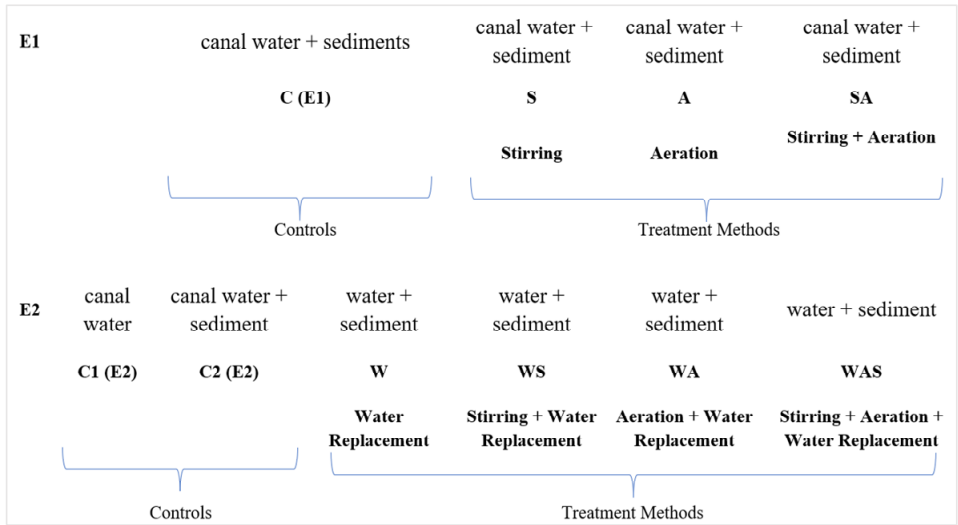 E1
canal water + sediments
canal water +
sediment
canal water +
sediment
canal water +
sediment
C (E1)
S
A
SA
Stirring
Aeration
Stirring + Aeration
Controls
Treatment Methods
E2
canal
water
canal water +
sediment
water +
sediment
water +
sediment
water +
sediment
water + sediment
C1 (E2)
C2 (E2)
W
WS
WA
WAS
Water
Replacement
Stirring + Water
Replacement
Aeration + Water
Replacement
Stirring + Aeration +
Water Replacement
Controls
Treatment Methods